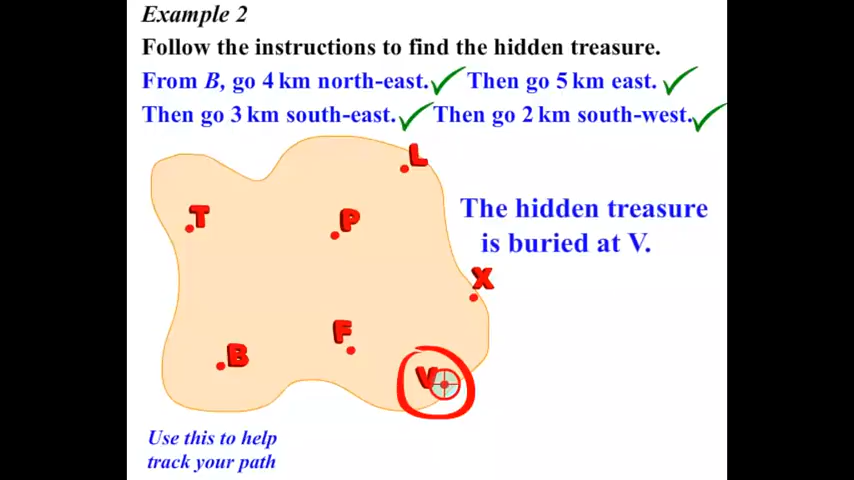 Example 2
Follow the instructions to find the hidden treasure.
From B, go 4 km north-east. Then go 5 km east.
Then go 3 km south-east. Then go 2 km south-west.
L
T
P
The hidden treasure
is buried at V.
X
F
B
V
Use this to help
track your path